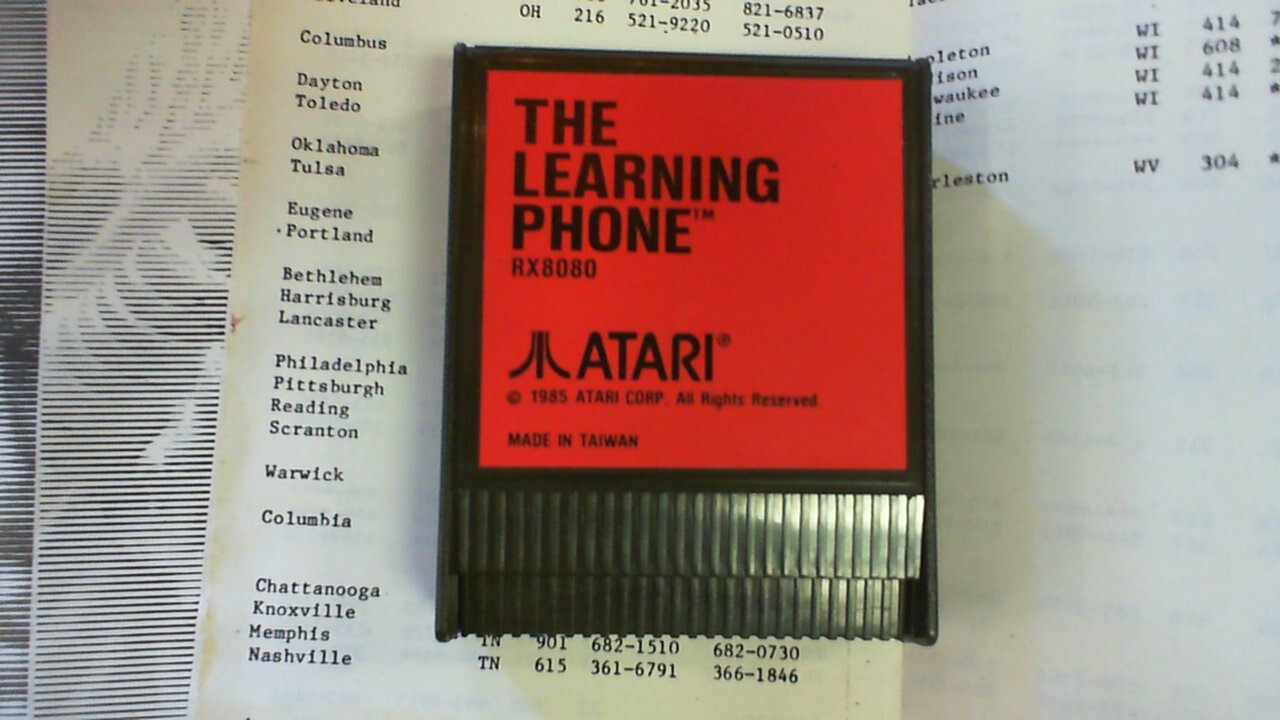 OH 216 521-9220 521-0510
821-6837
Columbus
Dayton
Toledo
Oklahoma
Tulsa
Eugene
Portland
Bethlehem
Harrisburg
Lancaster
Philadelphia
Pittsburgh
Reading
Scranton
Warwick
Columbia
Chattanooga
Knoxville
Memphis TN 901 682-1510 682-0730
Nashville TN 615 361-6791 366-1846
THE
LEARNING
PHONE™
RX8080
ATARI®
© 1985 ATARI CORP. All Rights Reserved.
MADE IN TAIWAN
WI 414
WI 608 *
WI 414 2
WI 414 *
WV 304 *